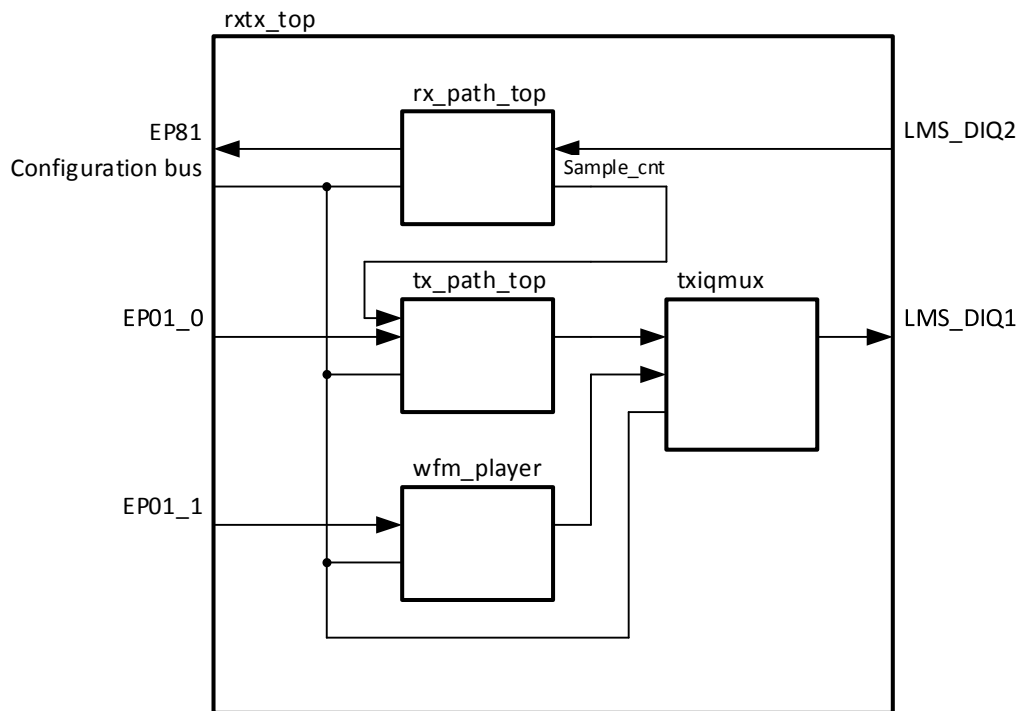 rxtx_top
rx_path_top
EP81
LMS_DIQ2
Configuration bus
Sample_cnt
tx_path_top
txiqmux
EP01_0
LMS_DIQ1
wfm_player
EP01_1